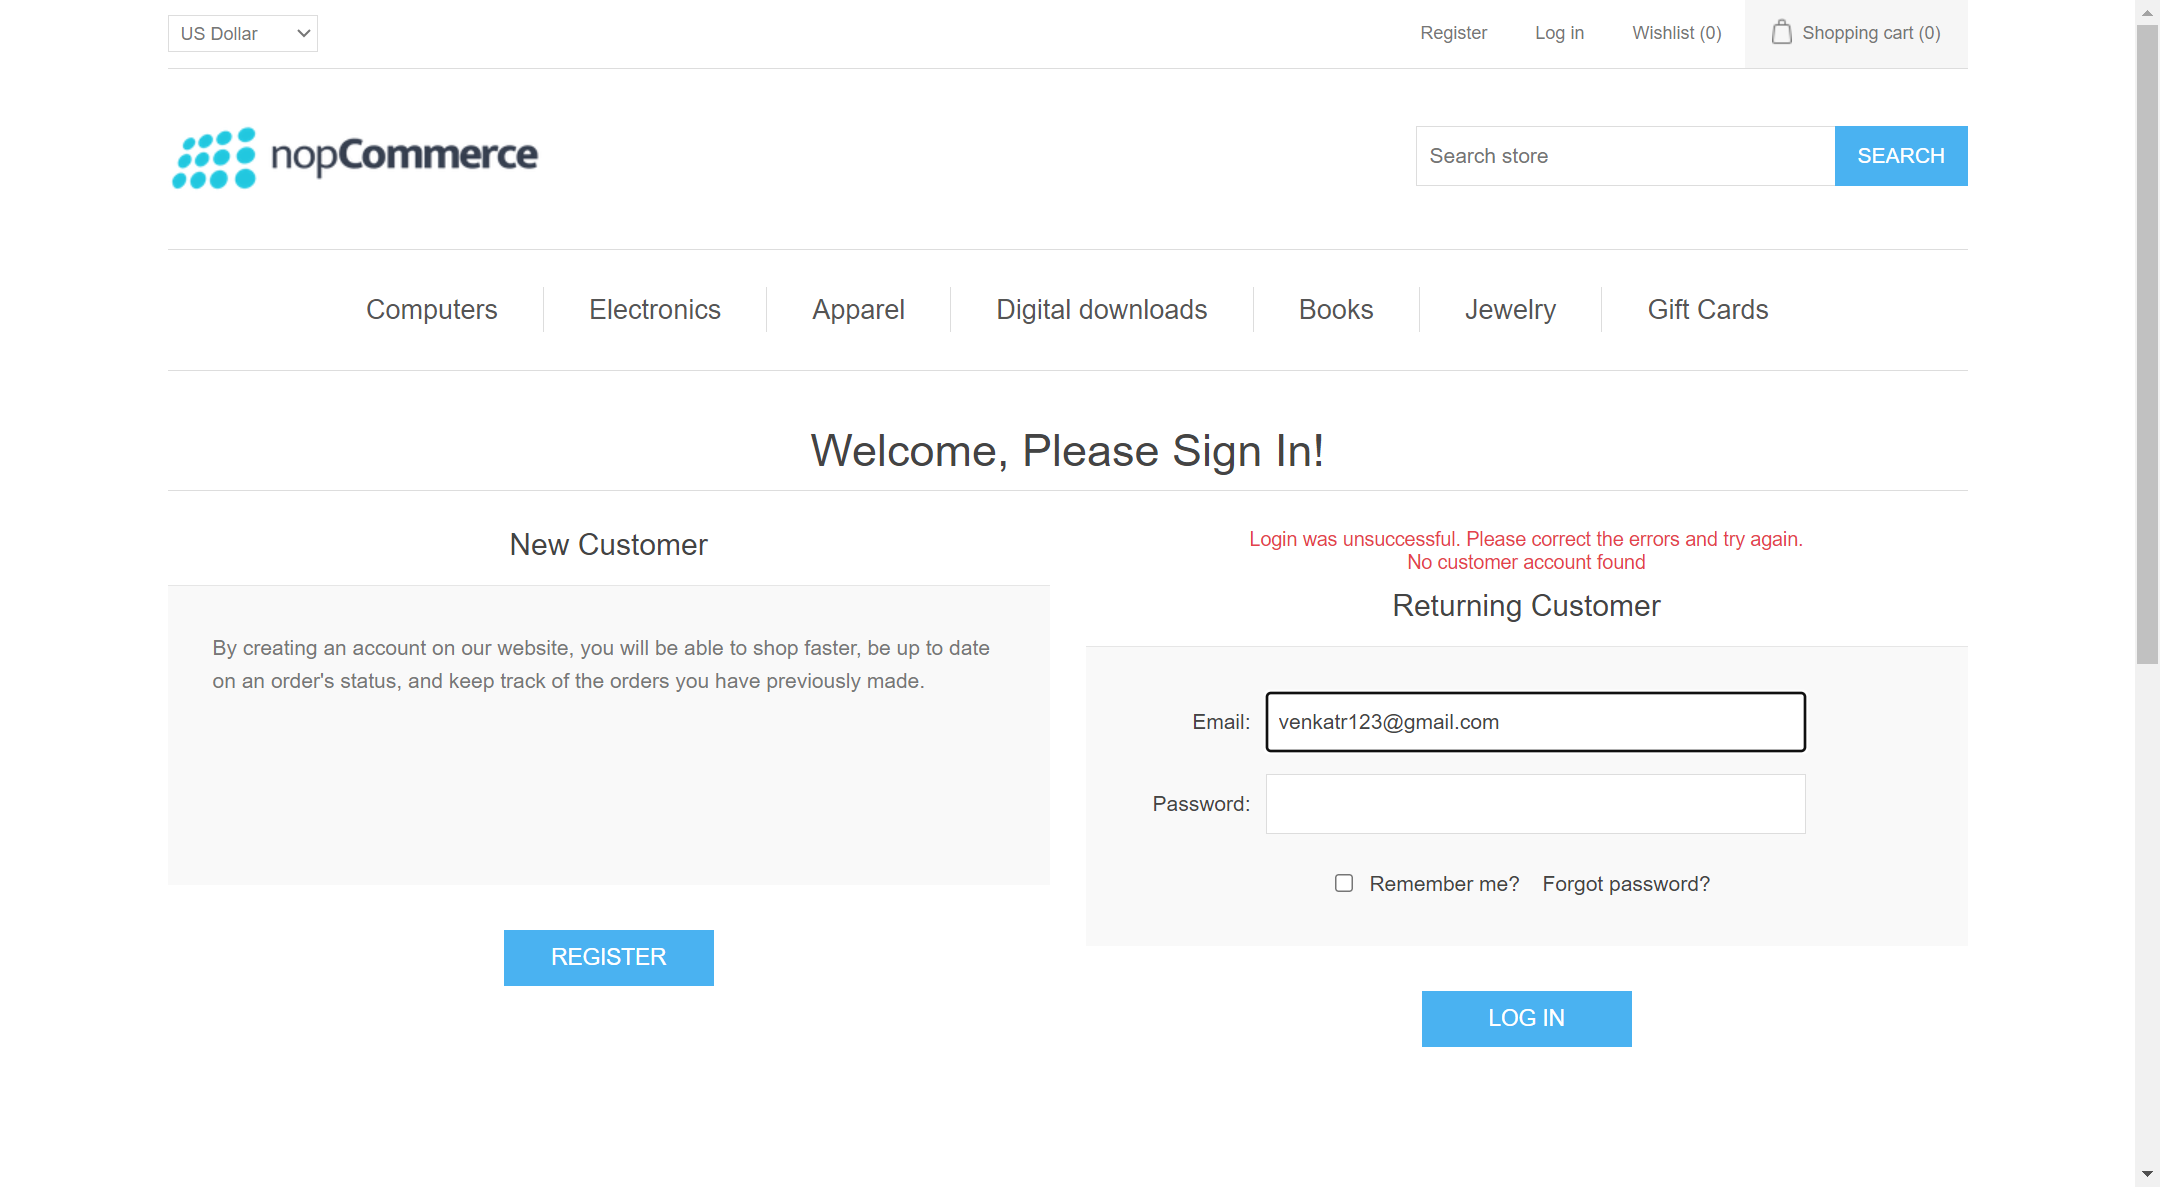 US Dollar
Register
Log in
Wishlist (0)
Shopping cart (0)
nopCommerce
Search store
SEARCH
Computers
Electronics
Apparel
Digital downloads
Books
Jewelry
Gift Cards
Welcome, Please Sign In!
New Customer
By creating an account on our website, you will be able to shop faster, be up to date
on an order's status, and keep track of the orders you have previously made.
REGISTER
Login was unsuccessful. Please correct the errors and try again.
No customer account found
Returning Customer
Email:
venkatr123@gmail.com
Password:
Remember me?
Forgot password?
LOG IN